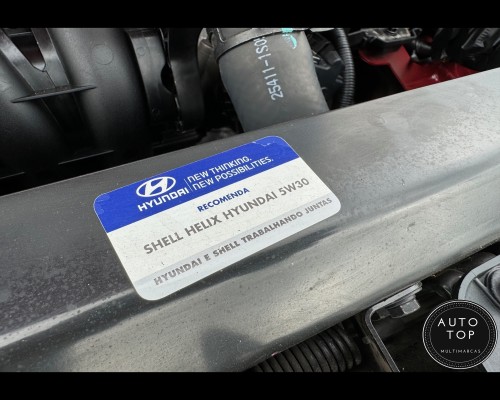 25411-1S0
HYUNDAI
NEW THINKING.
NEW POSSIBILITIES.
RECOMENDA
SHELL HELIX HYUNDAI 5W30
HYUNDAI E SHELL TRABALHANDO JUNTAS
AUTO
TOP
MULTIMARCAS